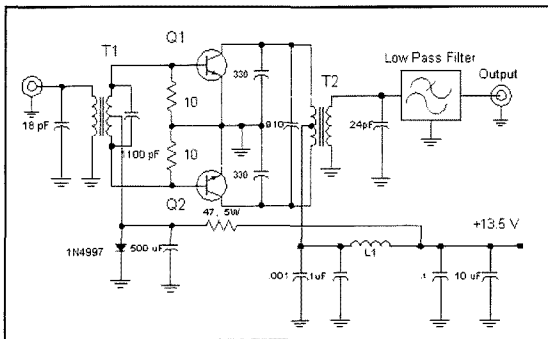 T1
Q1
T2
Low Pass Filter
Output
18 pF
100 pF
10
10
330
330
910
24pF
Q2
47. 5W
1N4997
500 uF
+13.5 V
.001
.1uF
L1
.1
10 uF